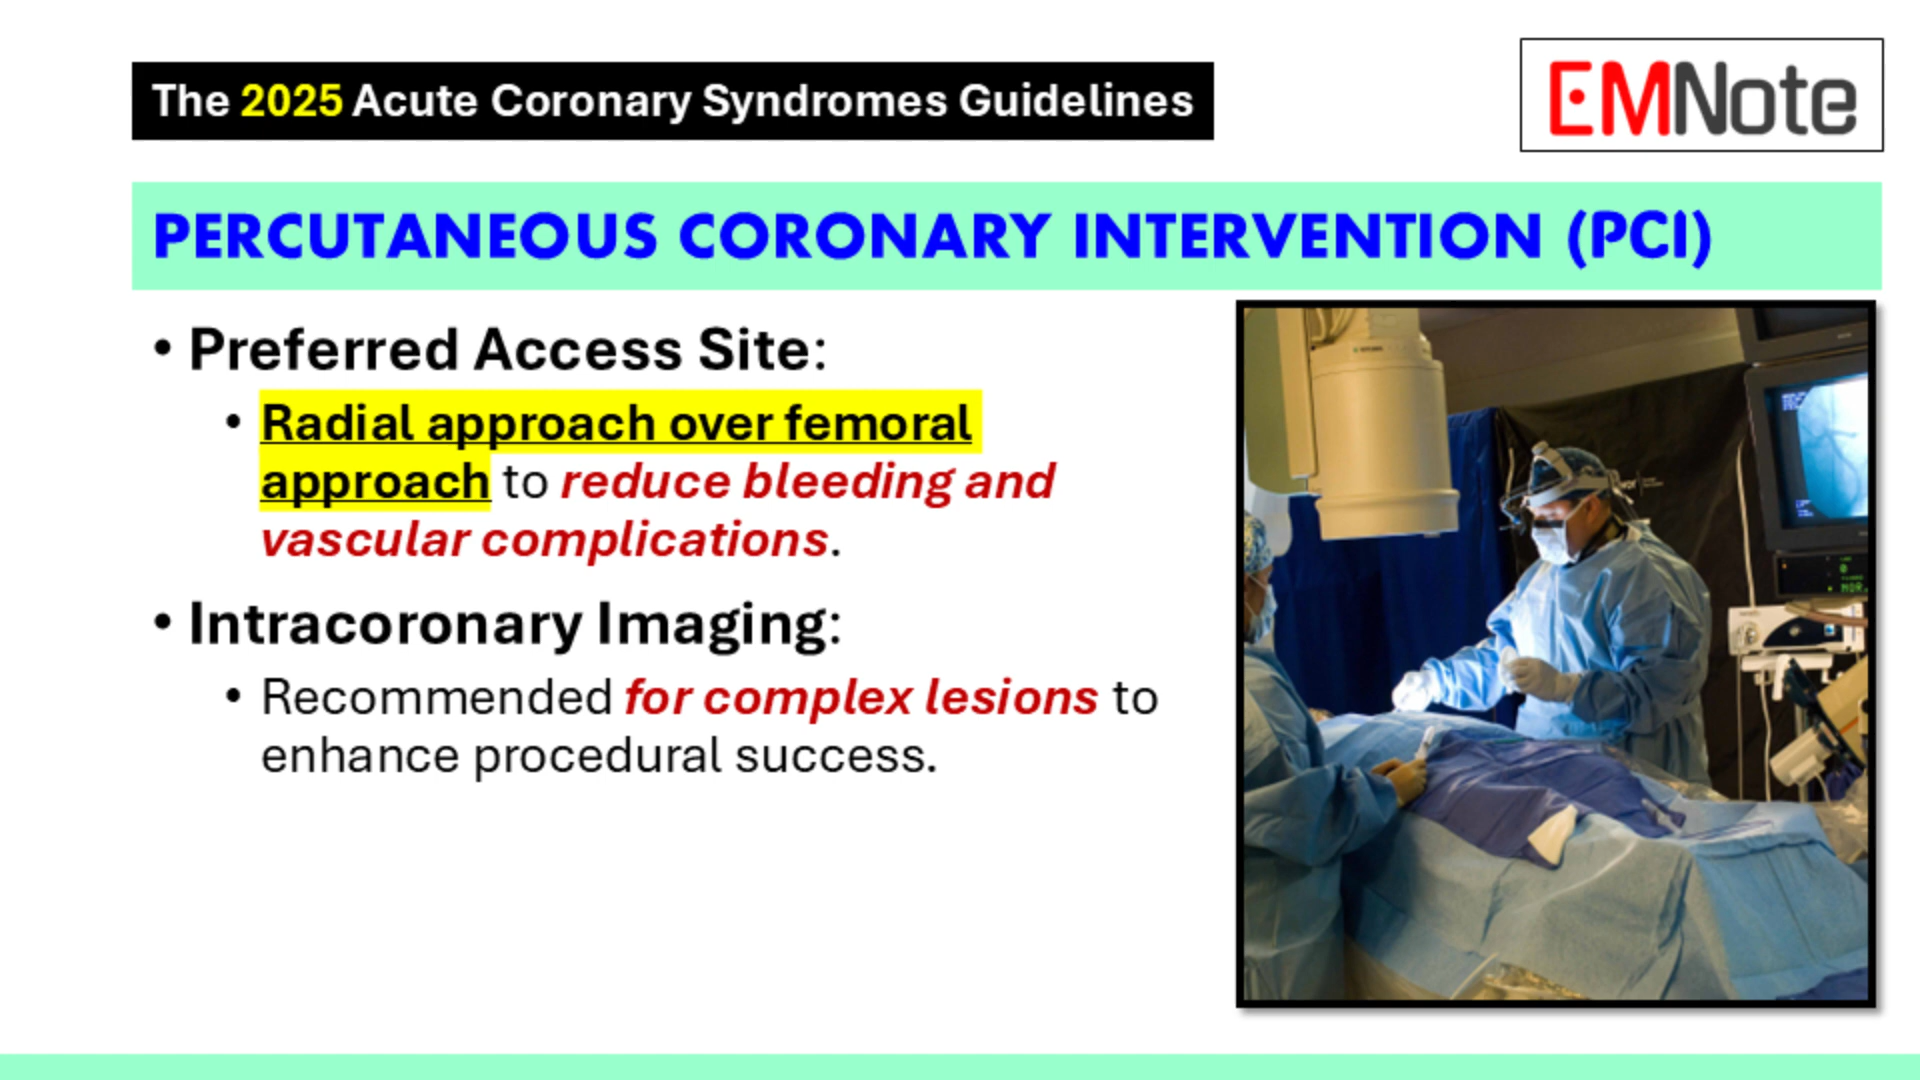 The 2025 Acute Coronary Syndromes Guidelines
EMNote
PERCUTANEOUS CORONARY INTERVENTION (PCI)
• Preferred Access Site:
• Radial approach over femoral
approach to reduce bleeding and
vascular complications.
• Intracoronary Imaging:
• Recommended for complex lesions to
enhance procedural success.